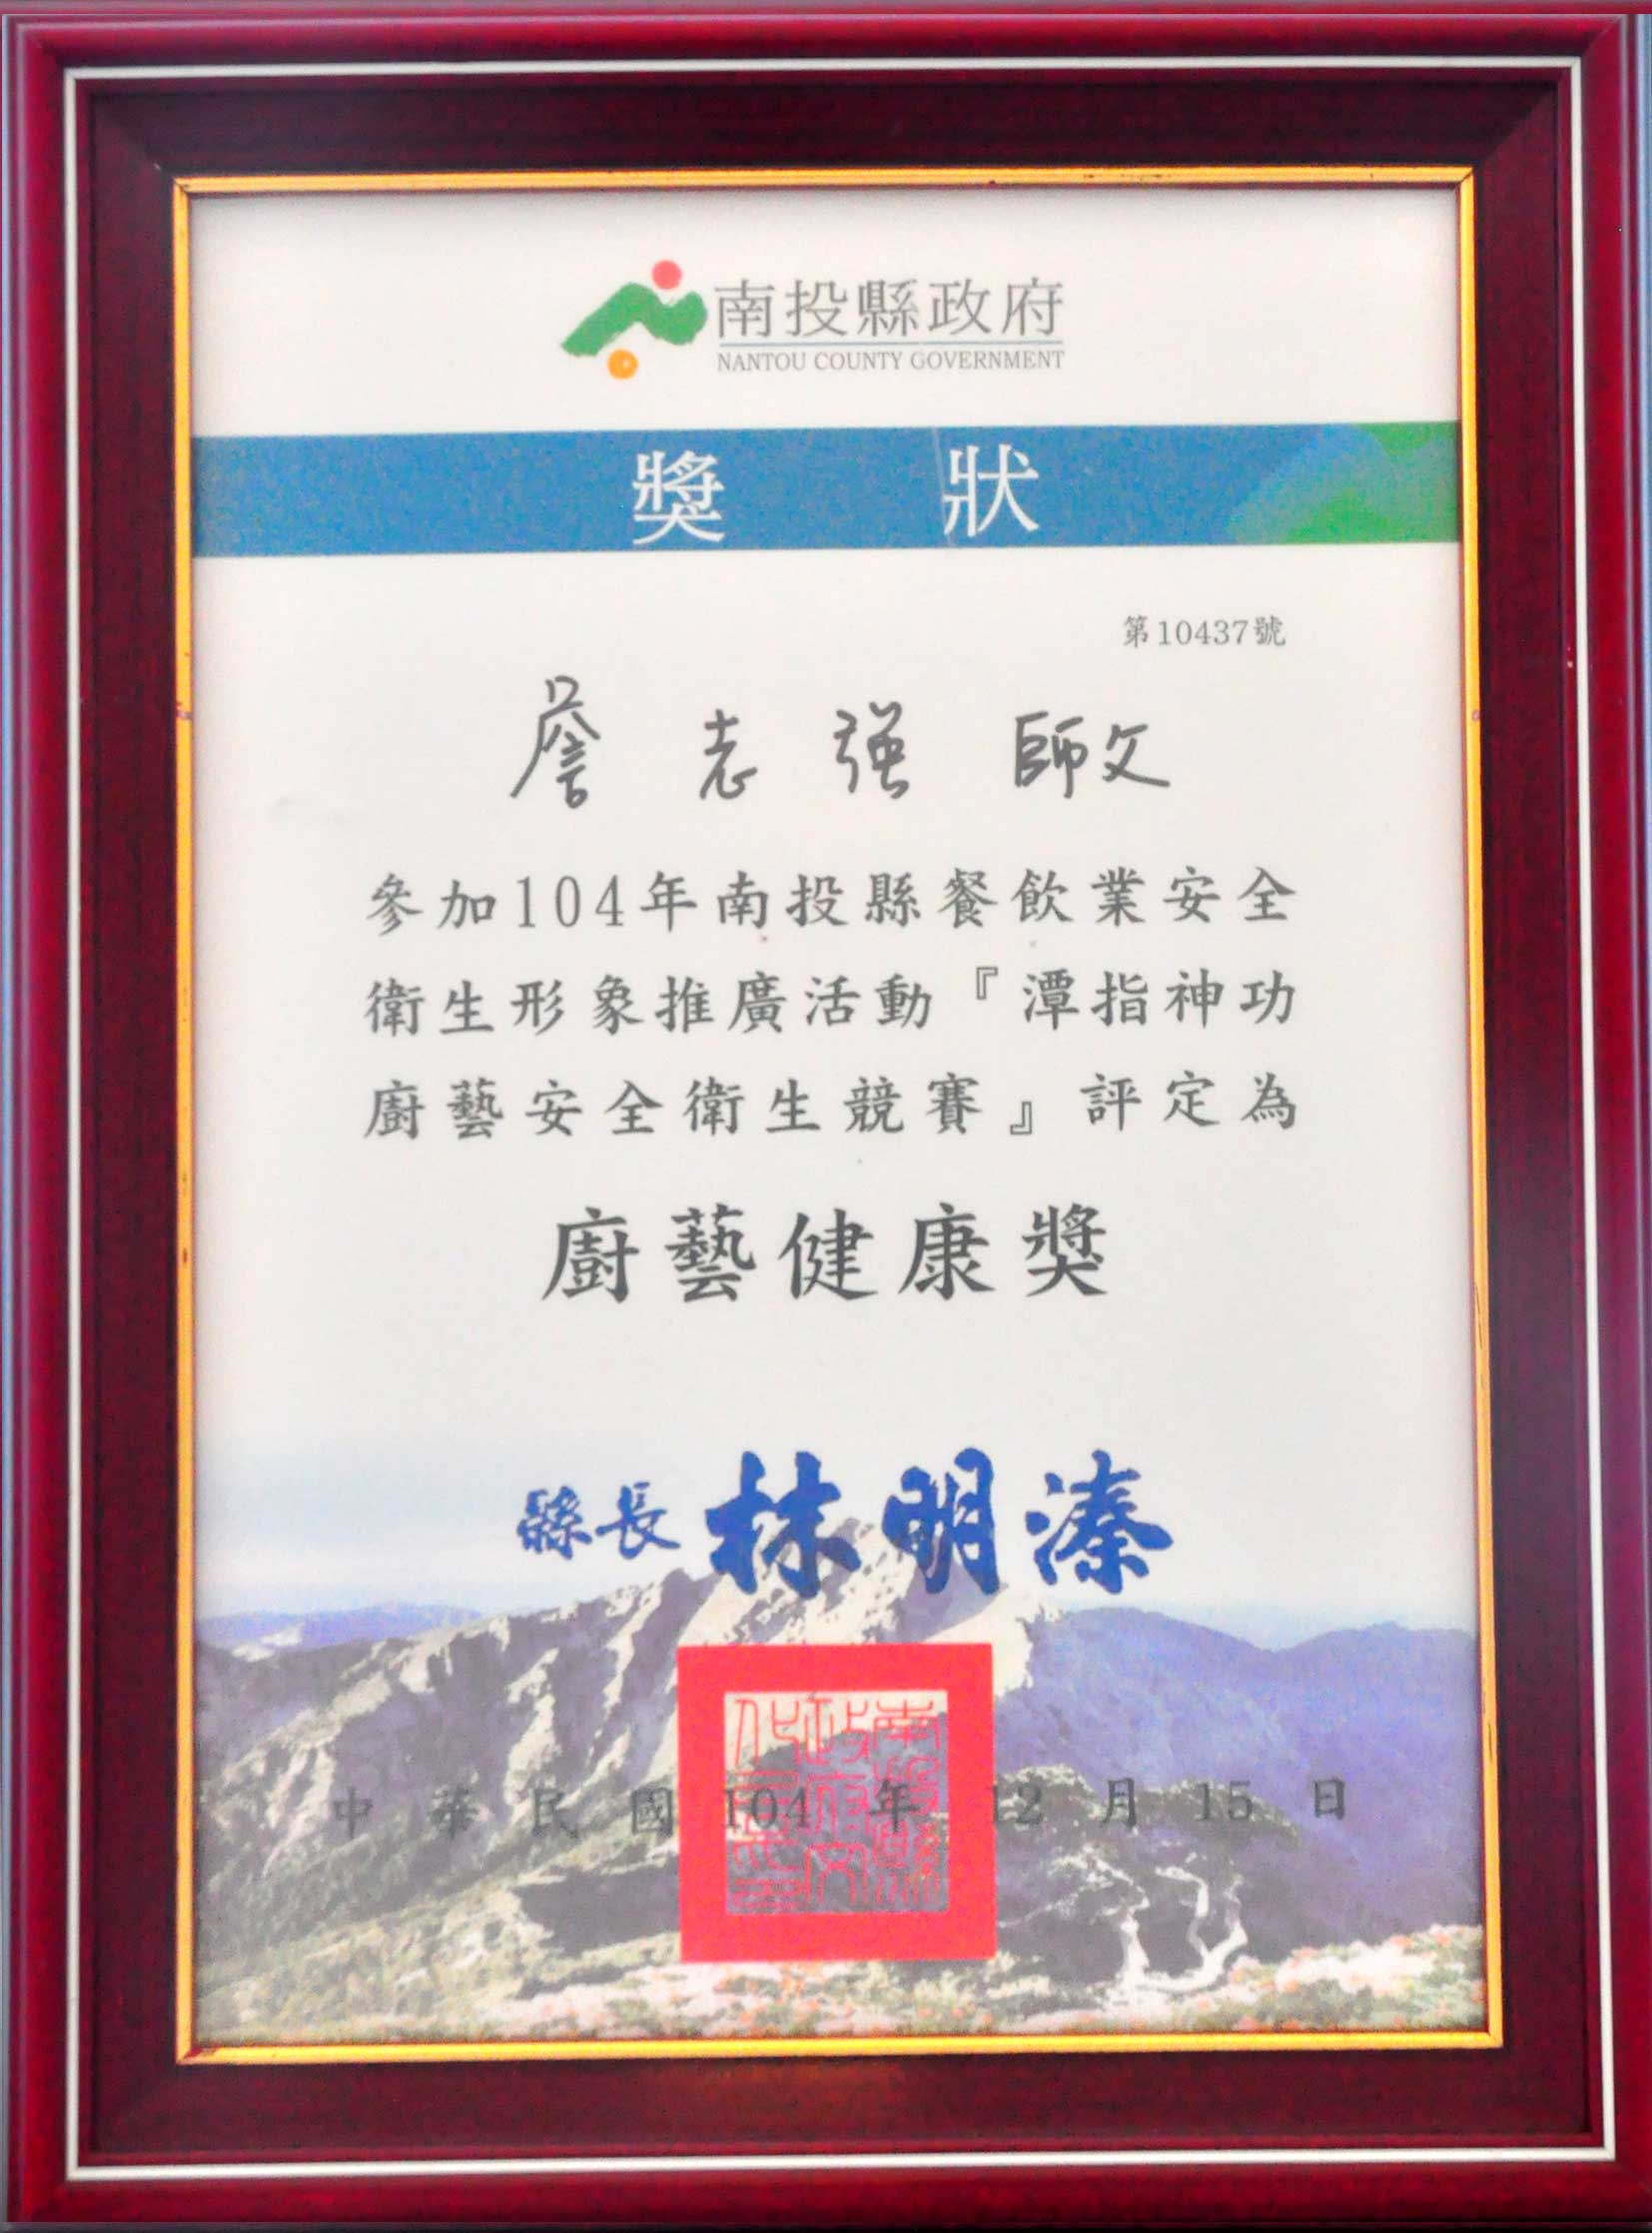 南投縣政府
NANTOU COUNTY GOVERNMENT
獎狀
第10437號
詹志强 師父
參加104年南投縣餐飲業安全
衛生形象推廣活動『潭指神功
廚藝安全衛生競賽』評定為
廚藝健康獎
縣長 林明溱
中華民國104年12月15日